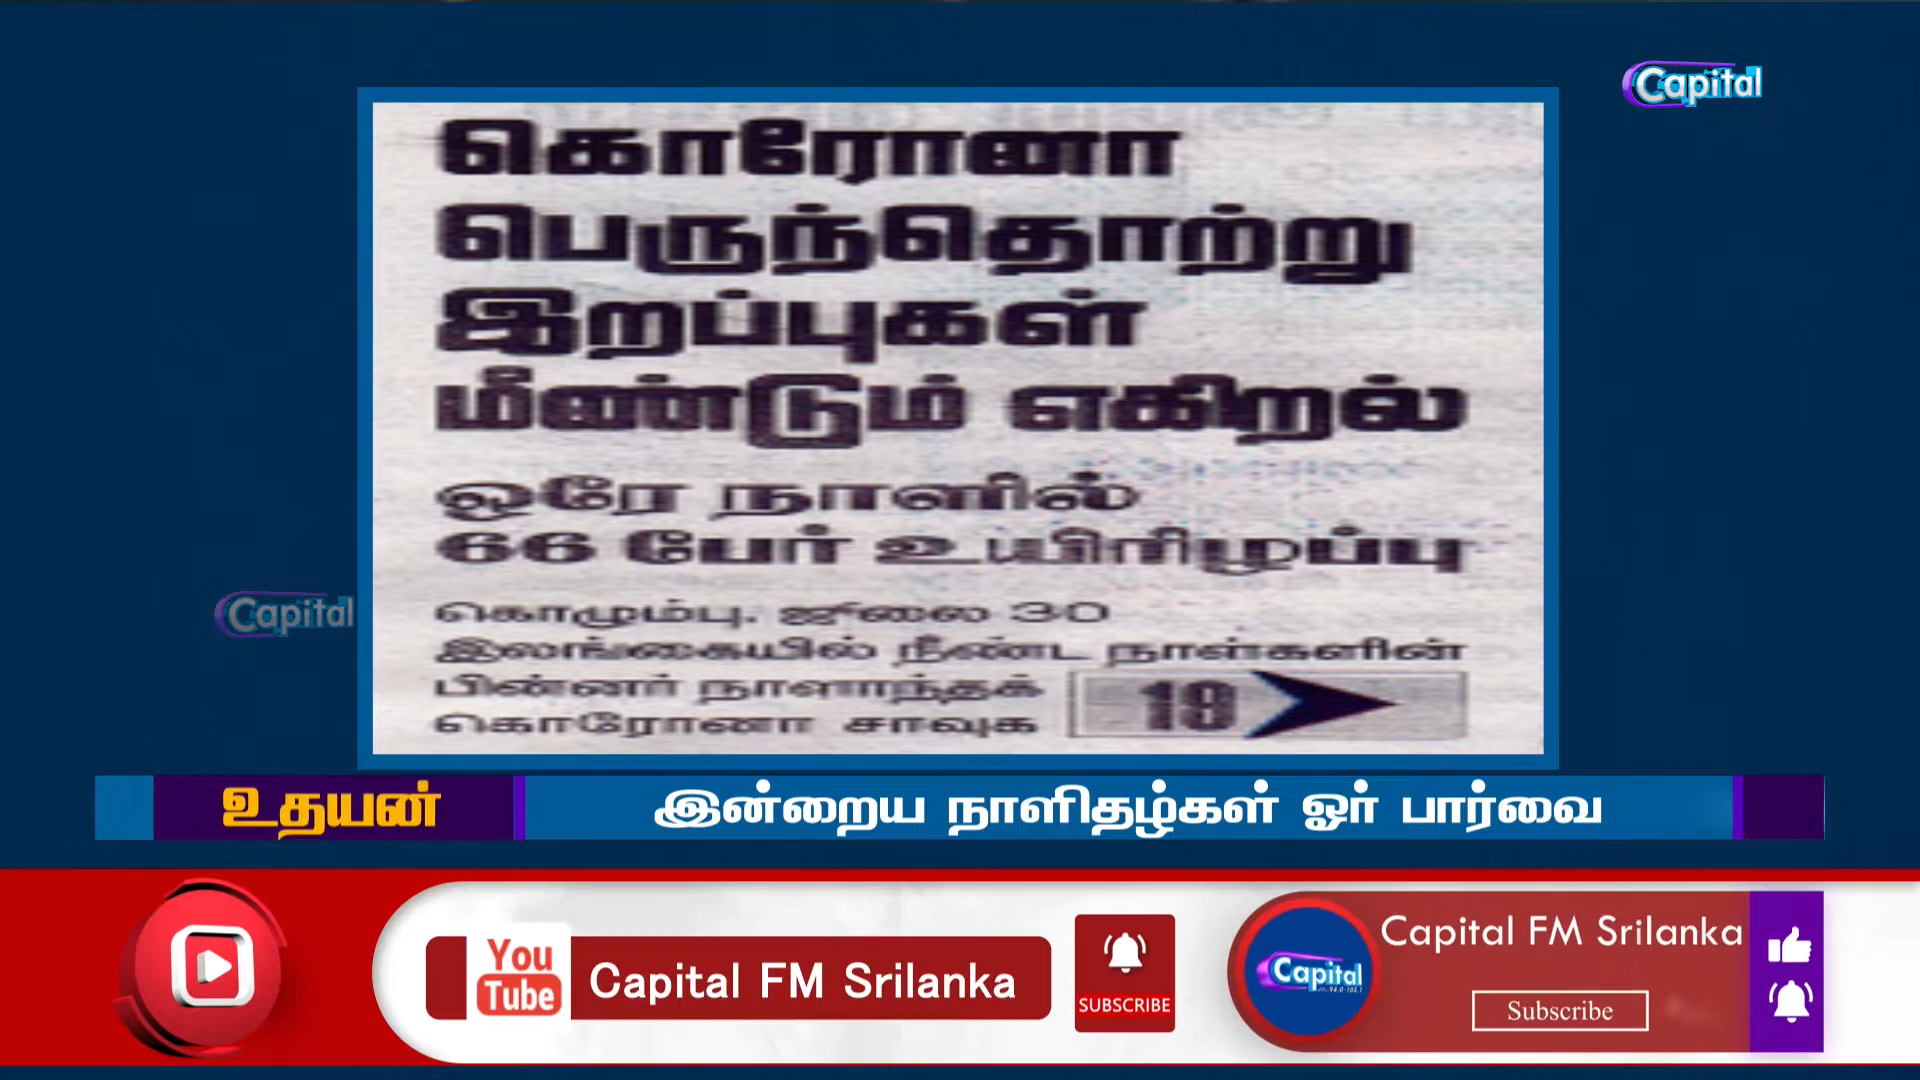 Capital
கொரோனா
பெருந்தொற்று
இறப்புகள்
மீண்டும் எகிறல்
ஒரே நாளில்
66 பேர் உயிரிழப்பு
கொழும்பு, ஜூலை 30
இலங்கையில் நீண்ட நாள்களின்
பின்னர் நாளாந்தக்
கொரோனா சாவுக
19
Capital
உதயன்
இன்றைய நாளிதழ்கள் ஓர் பார்வை
You
Tube
Capital FM Srilanka
SUBSCRIBE
Capital
Capital FM Srilanka
Subscribe